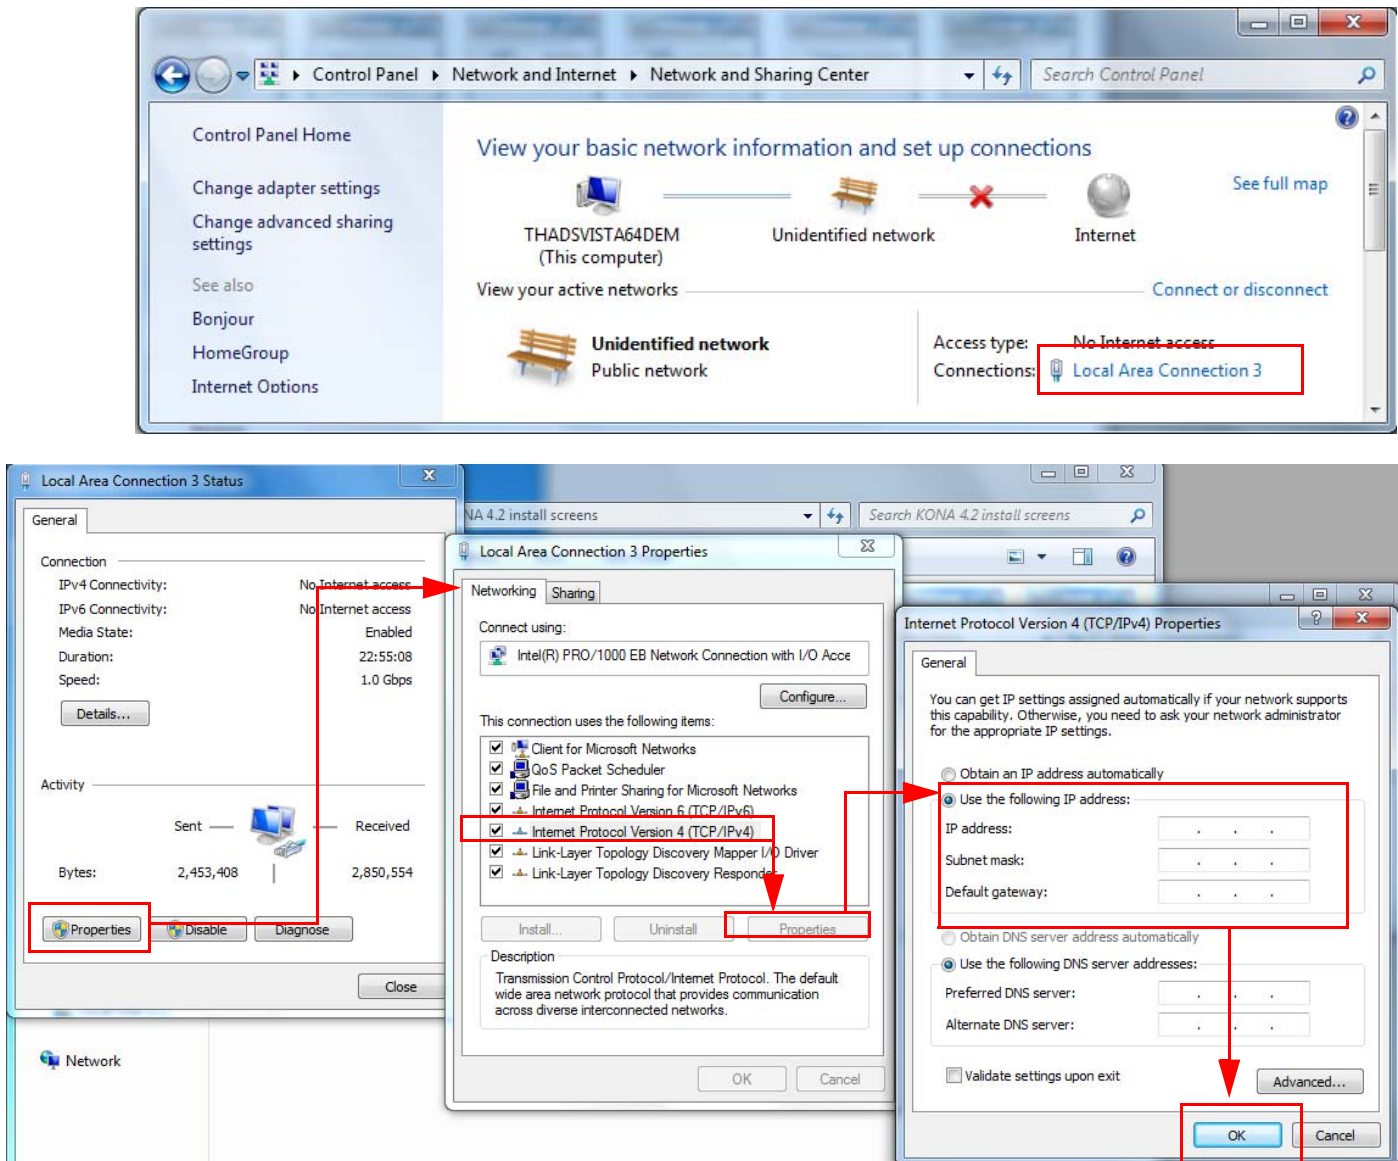 Control Panel ▸ Network and Internet ▸ Network and Sharing Center
Search Control Panel
Control Panel Home
Change adapter settings
Change advanced sharing
settings
See also
Bonjour
HomeGroup
Internet Options
View your basic network information and set up connections
See full map
THADSVISTA64DEM
(This computer)
Unidentified network
Internet
View your active networks
Connect or disconnect
Unidentified network
Public network
Access type: No Internet access
Connections: Local Area Connection 3
Local Area Connection 3 Status
General
Connection
IPv4 Connectivity: No Internet access
IPv6 Connectivity: No Internet access
Media State: Enabled
Duration: 22:55:08
Speed: 1.0 Gbps
Details...
Activity
Sent
Received
Bytes: 2,453,408 2,850,554
Properties
Disable
Diagnose
Close
Network
NA 4.2 install screens
Search KONA 4.2 install screens
Local Area Connection 3 Properties
Networking
Sharing
Connect using:
Intel(R) PRO/1000 EB Network Connection with I/O Acce
Configure...
This connection uses the following items:
Client for Microsoft Networks
QoS Packet Scheduler
File and Printer Sharing for Microsoft Networks
Internet Protocol Version 6 (TCP/IPv6)
Internet Protocol Version 4 (TCP/IPv4)
Link-Layer Topology Discovery Mapper I/O Driver
Link-Layer Topology Discovery Responder
Install...
Uninstall
Properties
Description
Transmission Control Protocol/Internet Protocol. The default
wide area network protocol that provides communication
across diverse interconnected networks.
OK
Cancel
Internet Protocol Version 4 (TCP/IPv4) Properties
General
You can get IP settings assigned automatically if your network supports
this capability. Otherwise, you need to ask your network administrator
for the appropriate IP settings.
Obtain an IP address automatically
Use the following IP address:
IP address: . . .
Subnet mask: . . .
Default gateway: . . .
Obtain DNS server address automatically
Use the following DNS server addresses:
Preferred DNS server: . . .
Alternate DNS server: . . .
Validate settings upon exit
Advanced...
OK
Cancel